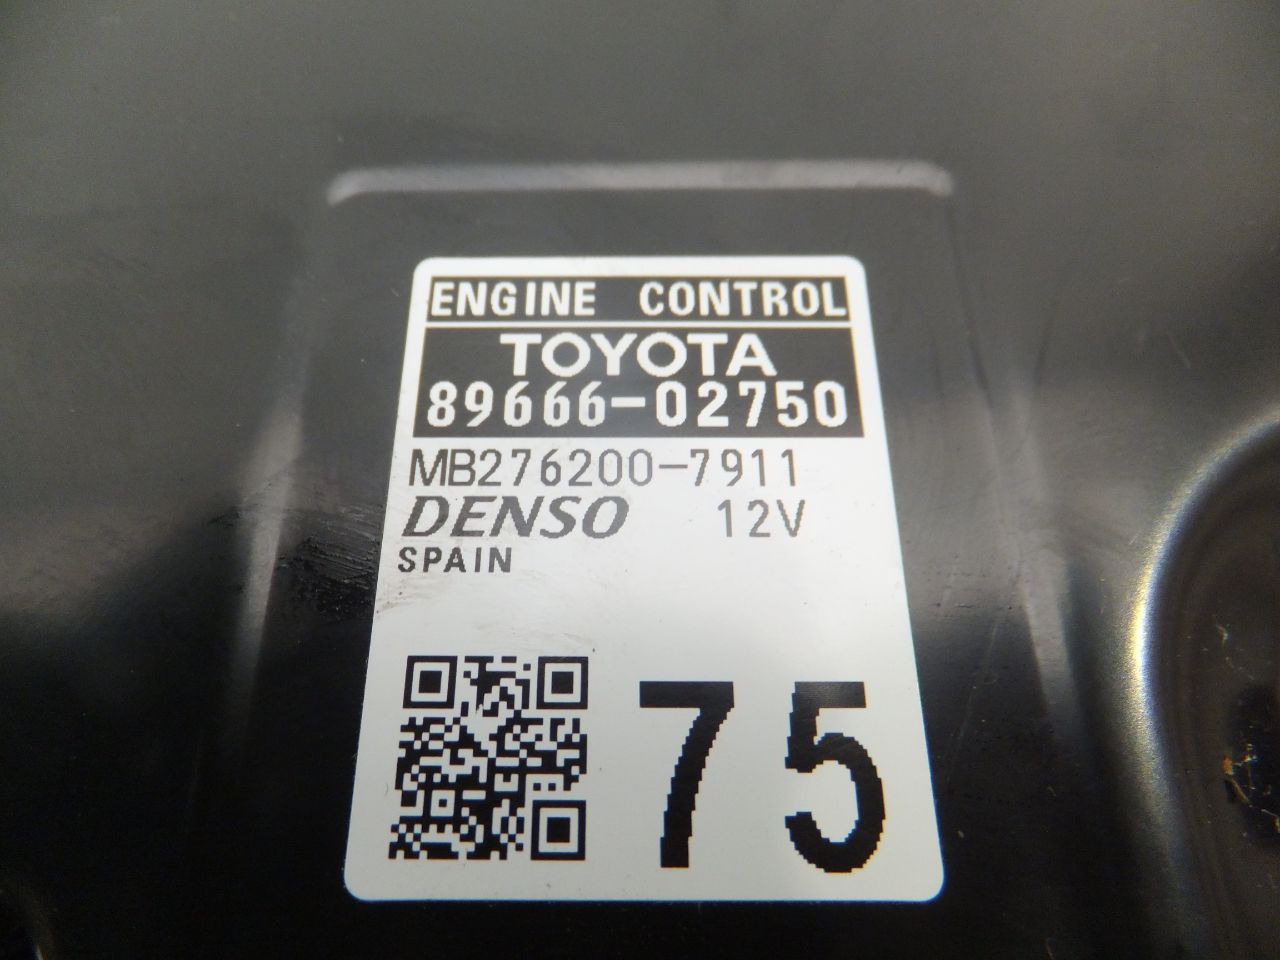 ENGINE CONTROL
TOYOTA
89666-02750
MB276200-7911
DENSO 12V
SPAIN
75